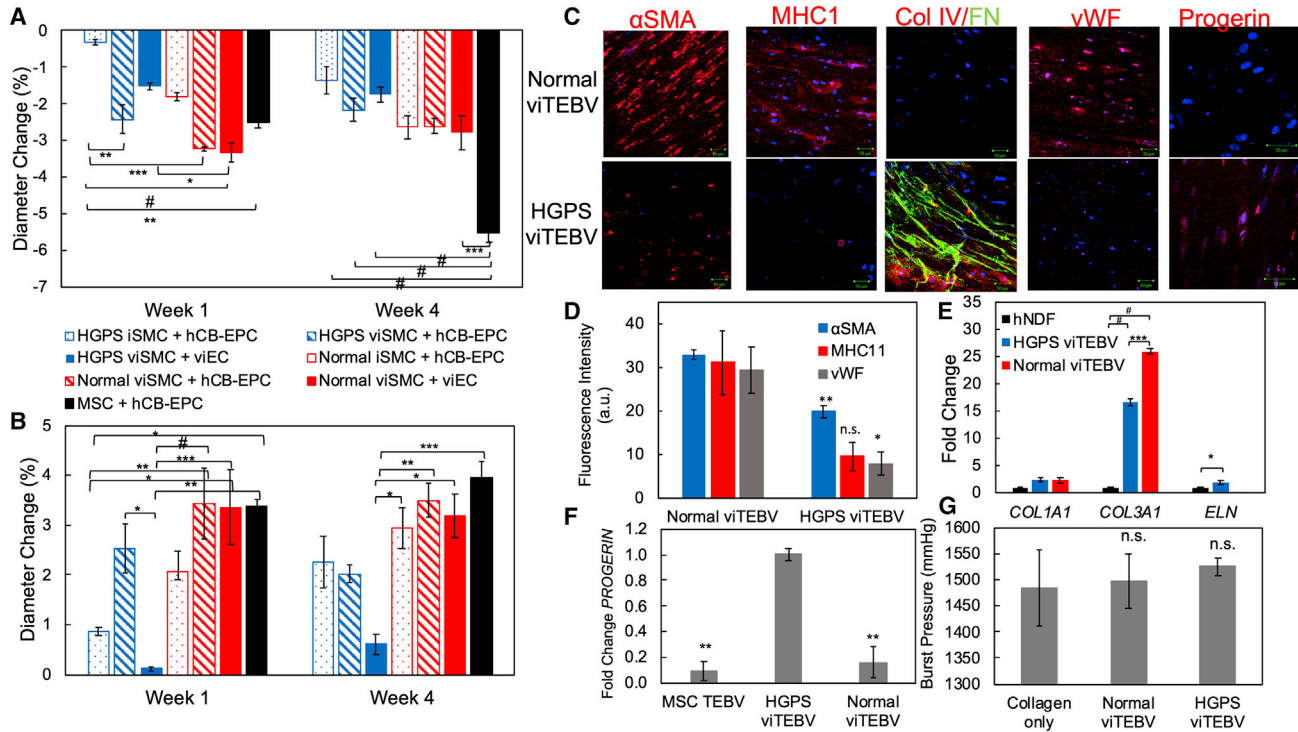 A
Diameter Change (%)
0
-1
-2
-3
-4
-5
-6
-7
**
***
*
#
**
***
#
#
#
Week 1
Week 4
HGPS iSMC + hCB-EPC
HGPS viSMC + hCB-EPC
HGPS viSMC + viEC
Normal iSMC + hCB-EPC
Normal viSMC + hCB-EPC
Normal viSMC + viEC
MSC + hCB-EPC
B
Diameter Change (%)
5
4
3
2
1
0
*
#
***
**
*
**
*
***
**
*
*
Week 1
Week 4
C
αSMA
MHC1
Col IV/FN
vWF
Progerin
Normal
viTEBV
HGPS
viTEBV
D
Fluorescence Intensity
(a.u.)
40
30
20
10
0
αSMA
MHC11
vWF
**
n.s.
*
Normal viTEBV
HGPS viTEBV
E
Fold Change
35
30
25
20
15
10
5
0
hNDF
HGPS viTEBV
Normal viTEBV
#
#
***
*
COL1A1
COL3A1
ELN
F
Fold Change PROGERIN
1.2
1.0
0.8
0.6
0.4
0.2
0.0
**
**
MSC TEBV
HGPS
viTEBV
Normal
viTEBV
G
Burst Pressure (mmHg)
1600
1550
1500
1450
1400
1350
1300
n.s.
n.s.
Collagen
only
Normal
viTEBV
HGPS
viTEBV